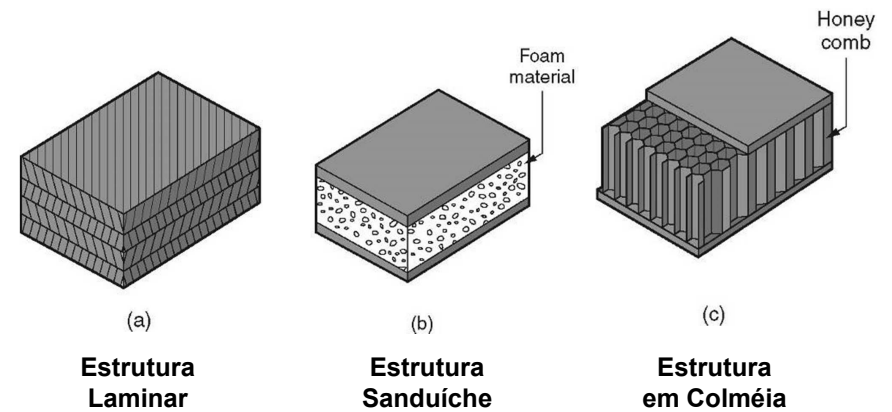 Honey
comb
Foam
material
(a)
(b)
(c)
Estrutura
Laminar
Estrutura
Sanduíche
Estrutura
em Colméia